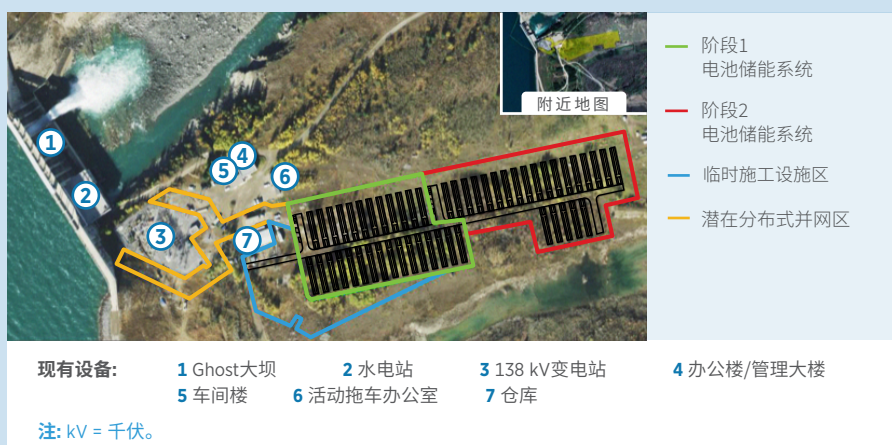 1
2
3
4
5
6
7
附近地图
阶段1
电池储能系统
阶段2
电池储能系统
临时施工设施区
潜在分布式并网区
现有设备: 1 Ghost大坝 2 水电站 3 138 kV变电站 4 办公楼/管理大楼
5 车间楼 6 活动拖车办公室 7 仓库
注: kV = 千伏。